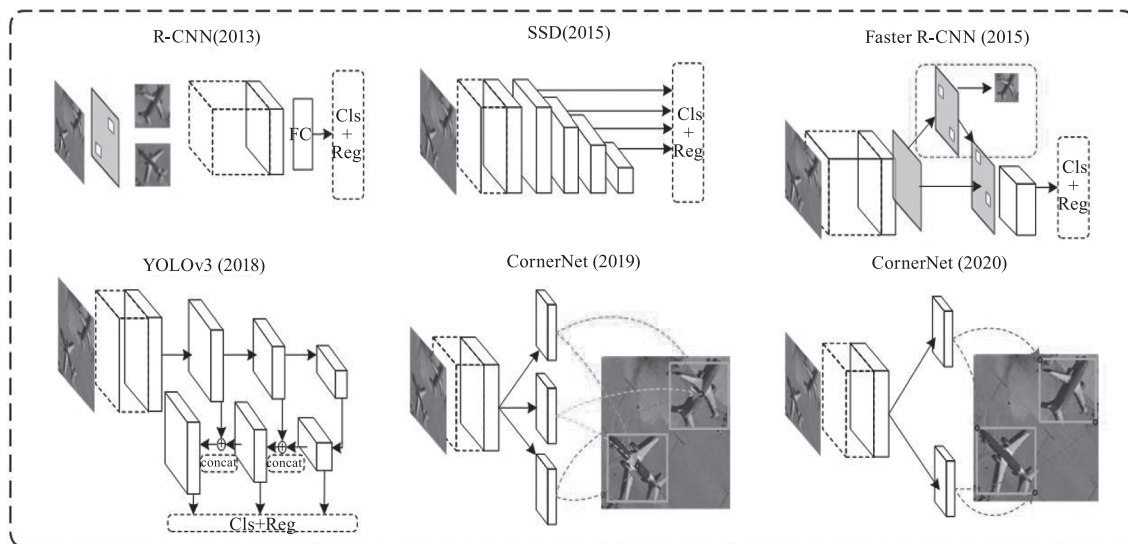 R-CNN(2013)
FC
Cls
+
Reg
SSD(2015)
Cls
+
Reg
Faster R-CNN (2015)
Cls
+
Reg
YOLOv3 (2018)
concat
concat
Cls+Reg
CornerNet (2019)
CornerNet (2020)